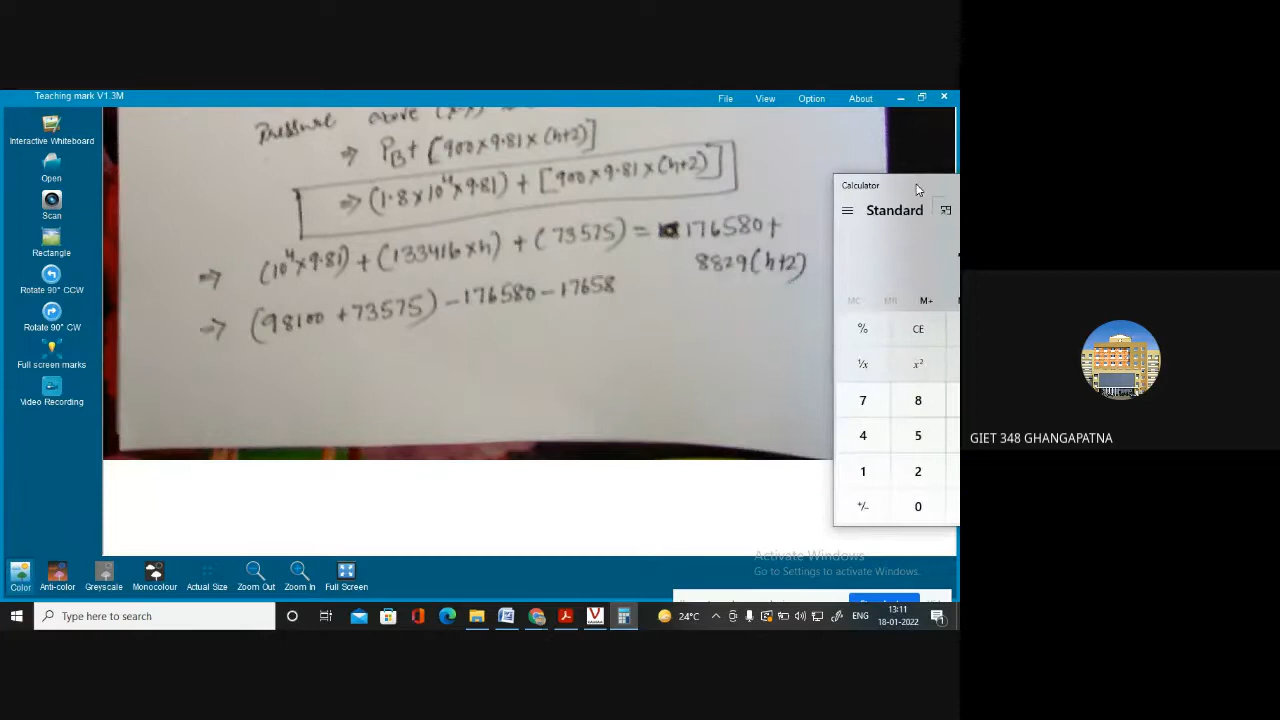 Teaching mark V1.3M
File View Option About
Interactive Whiteboard
Open
Scan
Rectangle
Rotate 90° CCW
Rotate 90° CW
Full screen marks
Video Recording
Pressure above (x-x)
⇒ P_B + [900×9.81×(h+2)]
⇒ (1.8×10⁴×9.81) + [900×9.81×(h+2)]
⇒ (10⁴×9.81) + (133416×h) + (73575) = 176580+
8829(h+2)
⇒ (98100 + 73575) - 176580 - 17658
Calculator
Standard
MC MR M+
% CE
¹/x x²
7 8
4 5
1 2
+/- 0
GIET 348 GHANGAPATNA
Activate Windows
Go to Settings to activate Windows.
Color Anti-color Greyscale Monocolour Actual Size Zoom Out Zoom In Full Screen
Type here to search
24°C
ENG
13:11
18-01-2022